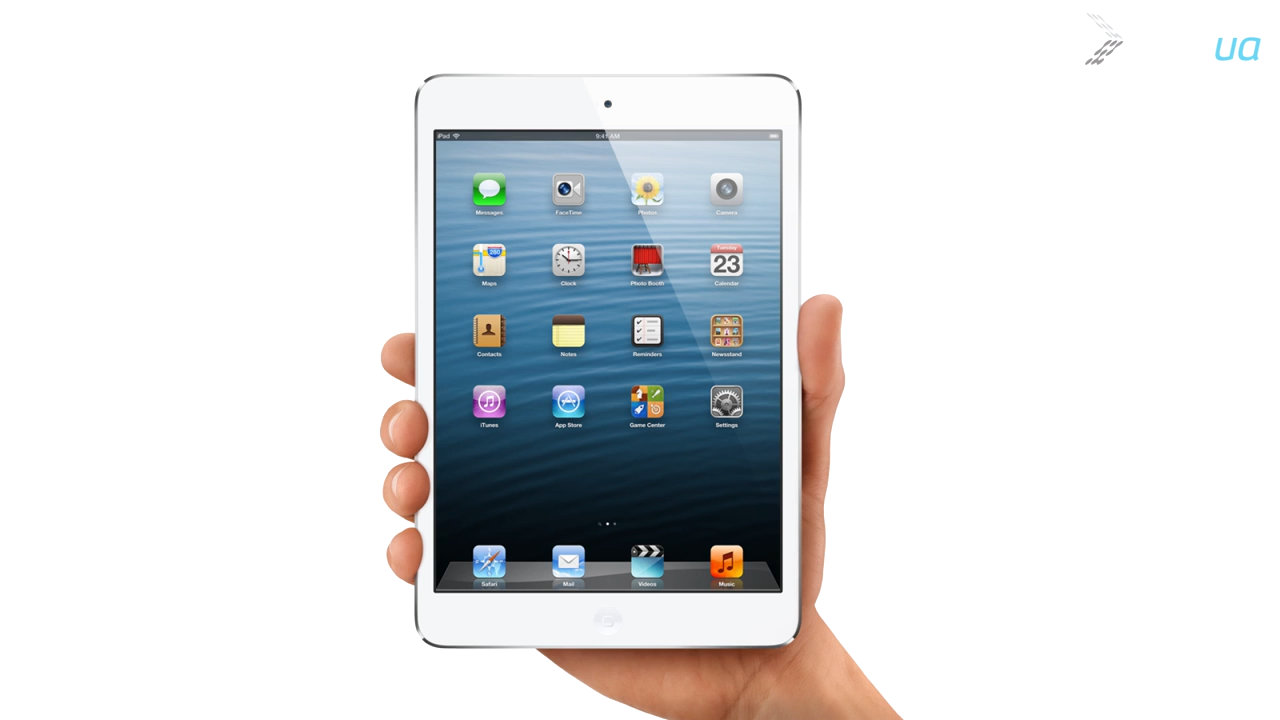 ua
iPad 9:41 AM
Messages FaceTime Photos Camera
Tuesday
280 23
Maps Clock Photo Booth Calendar
Contacts Notes Reminders Newsstand
iTunes App Store Game Center Settings
Safari Mail Videos Music